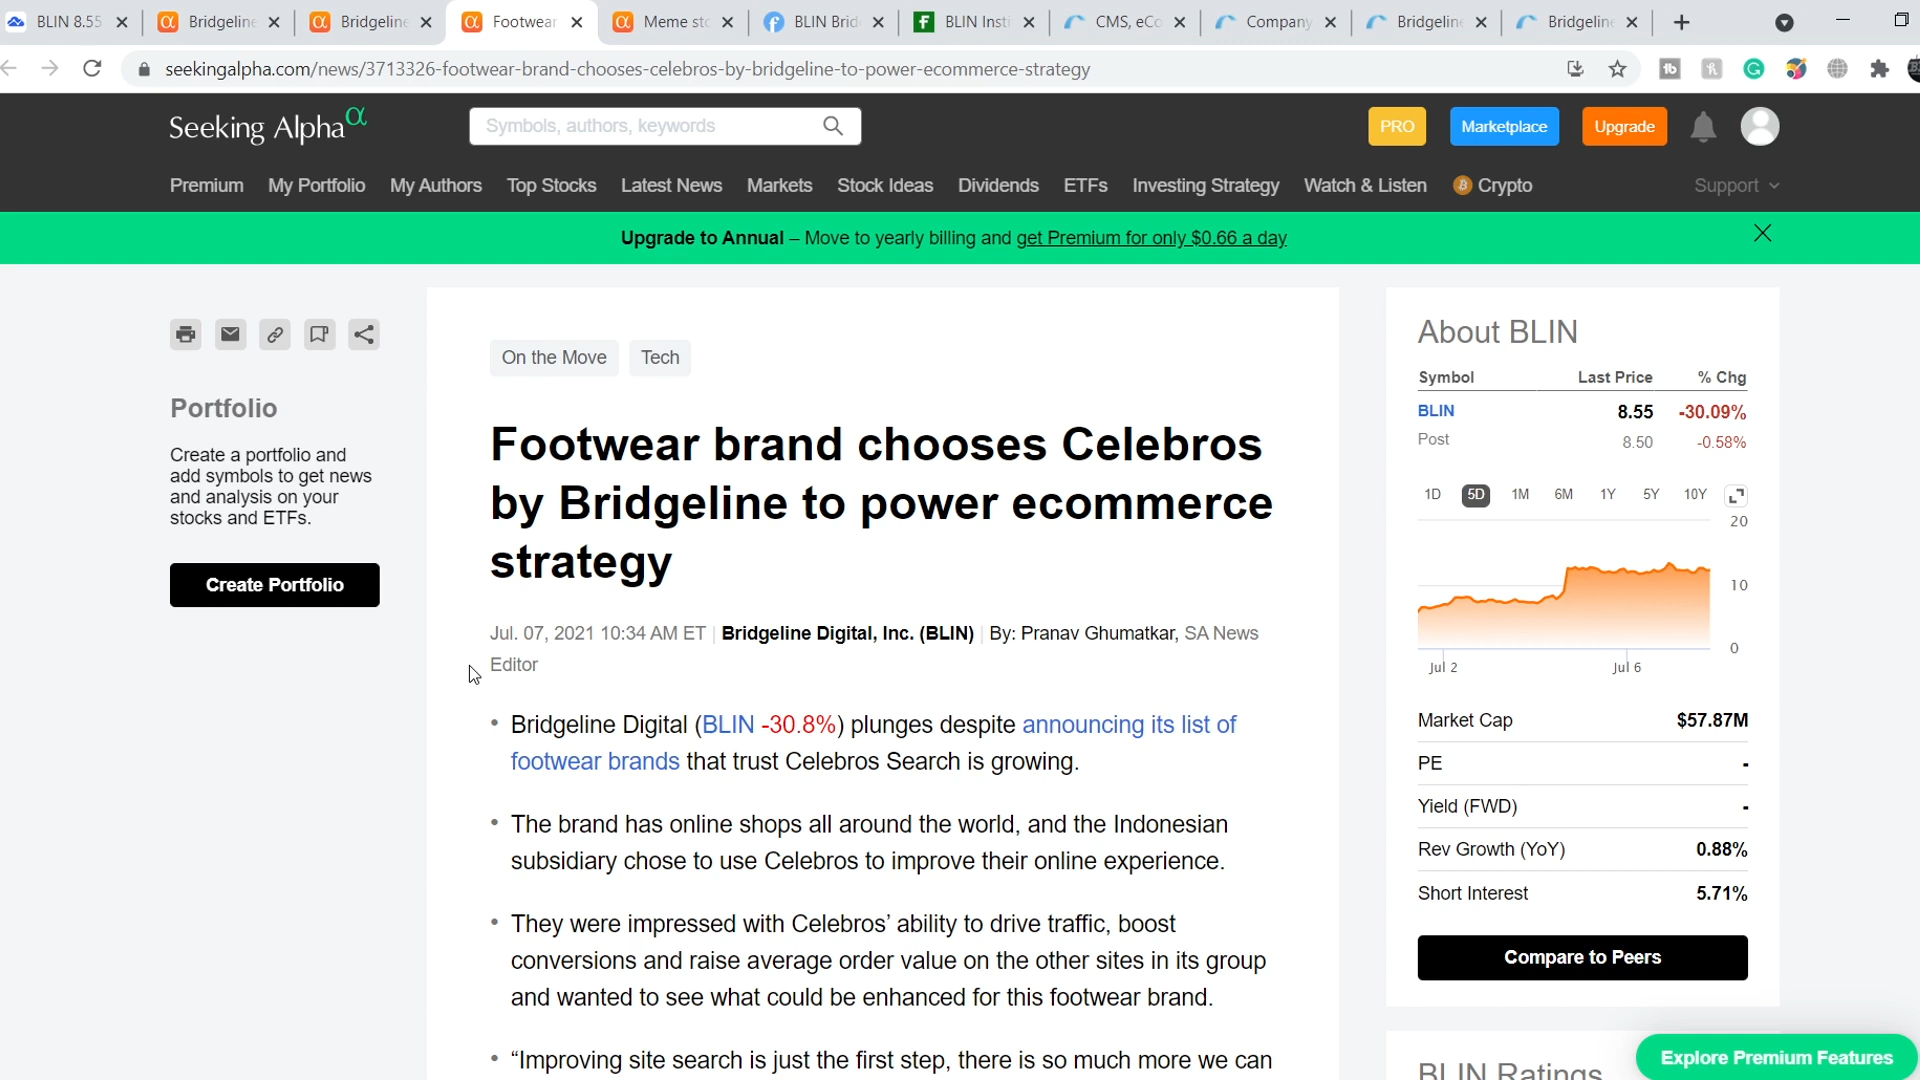 BLIN 8.55
Bridgeline
Bridgeline
Footwear
Meme sto
BLIN Brid
BLIN Insti
CMS, eCo
Company
Bridgeline
Bridgeline
seekingalpha.com/news/3713326-footwear-brand-chooses-celebros-by-bridgeline-to-power-ecommerce-strategy
Seeking Alpha α
Symbols, authors, keywords
PRO
Marketplace
Upgrade
Premium My Portfolio My Authors Top Stocks Latest News Markets Stock Ideas Dividends ETFs Investing Strategy Watch & Listen Crypto Support
Upgrade to Annual – Move to yearly billing and get Premium for only $0.66 a day
Portfolio
Create a portfolio and
add symbols to get news
and analysis on your
stocks and ETFs.
Create Portfolio
On the Move Tech
Footwear brand chooses Celebros
by Bridgeline to power ecommerce
strategy
Jul. 07, 2021 10:34 AM ET | Bridgeline Digital, Inc. (BLIN) | By: Pranav Ghumatkar, SA News
Editor
• Bridgeline Digital (BLIN -30.8%) plunges despite announcing its list of
footwear brands that trust Celebros Search is growing.
• The brand has online shops all around the world, and the Indonesian
subsidiary chose to use Celebros to improve their online experience.
• They were impressed with Celebros’ ability to drive traffic, boost
conversions and raise average order value on the other sites in its group
and wanted to see what could be enhanced for this footwear brand.
• “Improving site search is just the first step, there is so much more we can
About BLIN
Symbol Last Price % Chg
BLIN 8.55 -30.09%
Post 8.50 -0.58%
1D 5D 1M 6M 1Y 5Y 10Y
20
10
0
Jul 2 Jul 6
Market Cap $57.87M
PE -
Yield (FWD) -
Rev Growth (YoY) 0.88%
Short Interest 5.71%
Compare to Peers
BLIN Ratings
Explore Premium Features